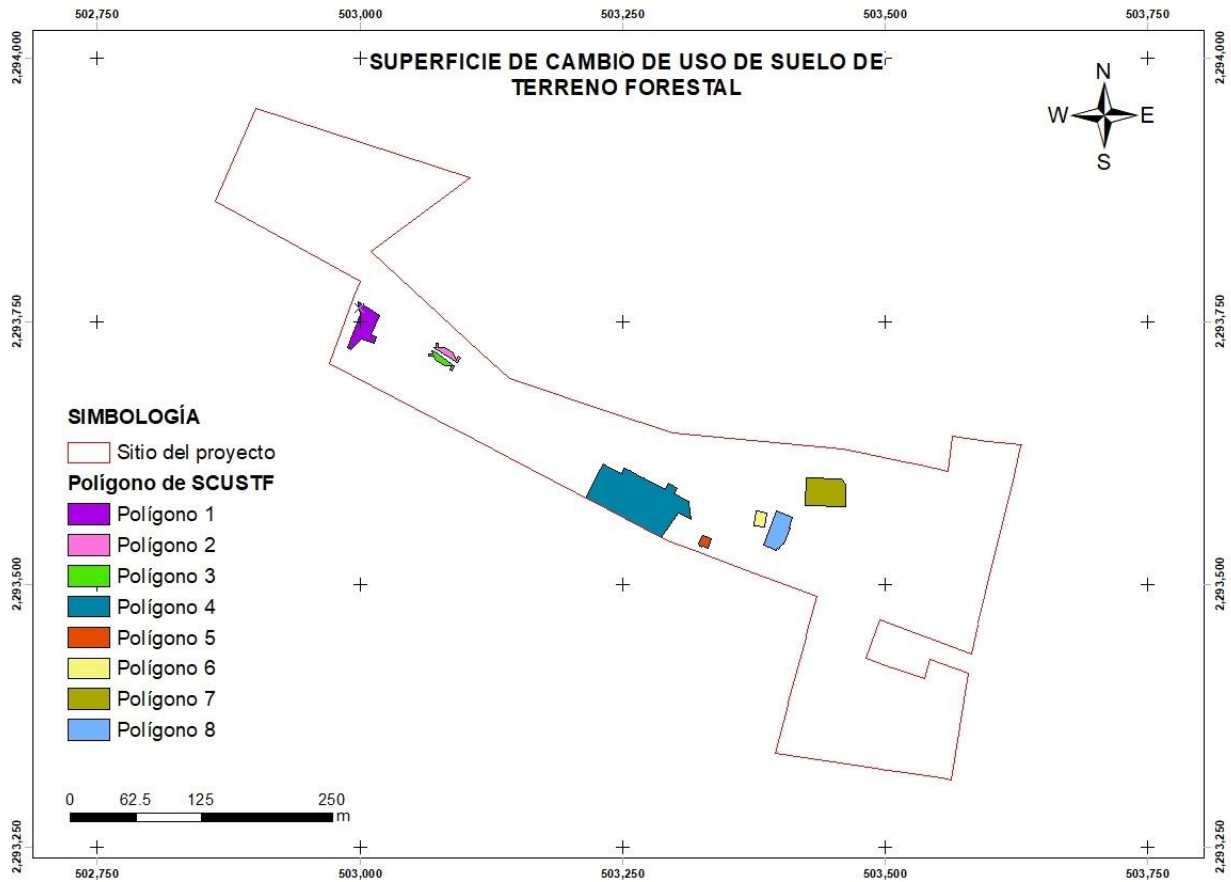 502,750 503,000 503,250 503,500 503,750
2,294,000 2,294,000
SUPERFICIE DE CAMBIO DE USO DE SUELO DE
TERRENO FORESTAL
N
W E
S
2,293,750 2,293,750
SIMBOLOGÍA
Sitio del proyecto
Polígono de SCUSTF
Polígono 1
Polígono 2
Polígono 3
Polígono 4
Polígono 5
Polígono 6
Polígono 7
Polígono 8
2,293,500 2,293,500
0 62.5 125 250
m
2,293,250 2,293,250
502,750 503,000 503,250 503,500 503,750